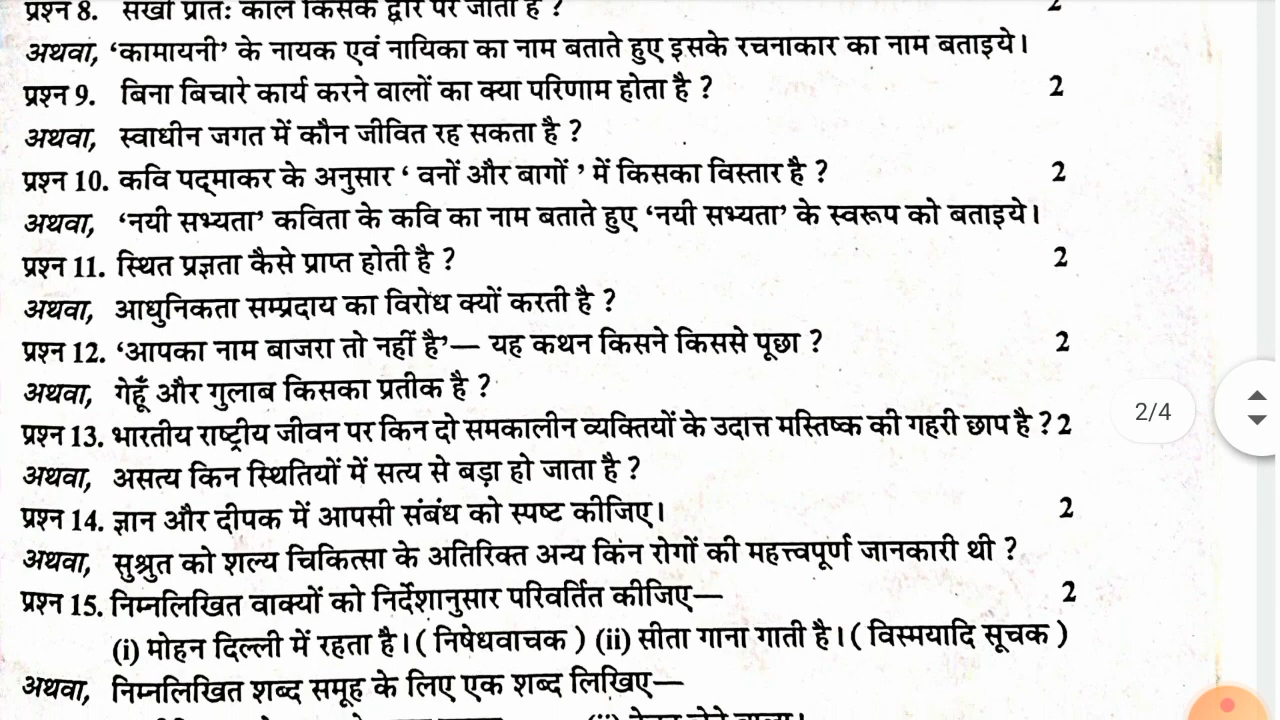 प्रश्न 8. सखी प्रातः काल किसके द्वार पर जाती है ? 2
अथवा, ‘कामायनी’ के नायक एवं नायिका का नाम बताते हुए इसके रचनाकार का नाम बताइये।
प्रश्न 9. बिना बिचारे कार्य करने वालों का क्या परिणाम होता है ? 2
अथवा, स्वाधीन जगत में कौन जीवित रह सकता है ?
प्रश्न 10. कवि पद्‌माकर के अनुसार ‘ वनों और बागों ’ में किसका विस्तार है ? 2
अथवा, ‘नयी सभ्यता’ कविता के कवि का नाम बताते हुए ‘नयी सभ्यता’ के स्वरूप को बताइये।
प्रश्न 11. स्थित प्रज्ञता कैसे प्राप्त होती है ? 2
अथवा, आधुनिकता सम्प्रदाय का विरोध क्यों करती है ?
प्रश्न 12. ‘आपका नाम बाजरा तो नहीं है’— यह कथन किसने किससे पूछा ? 2
अथवा, गेहूँ और गुलाब किसका प्रतीक है ?
प्रश्न 13. भारतीय राष्ट्रीय जीवन पर किन दो समकालीन व्यक्तियों के उदात्त मस्तिष्क की गहरी छाप है ? 2
2/4
अथवा, असत्य किन स्थितियों में सत्य से बड़ा हो जाता है ?
प्रश्न 14. ज्ञान और दीपक में आपसी संबंध को स्पष्ट कीजिए। 2
अथवा, सुश्रुत को शल्य चिकित्सा के अतिरिक्त अन्य किन रोगों की महत्त्वपूर्ण जानकारी थी ?
प्रश्न 15. निम्नलिखित वाक्यों को निर्देशानुसार परिवर्तित कीजिए— 2
(i) मोहन दिल्ली में रहता है। ( निषेधवाचक ) (ii) सीता गाना गाती है। ( विस्मयादि सूचक )
अथवा, निम्नलिखित शब्द समूह के लिए एक शब्द लिखिए—